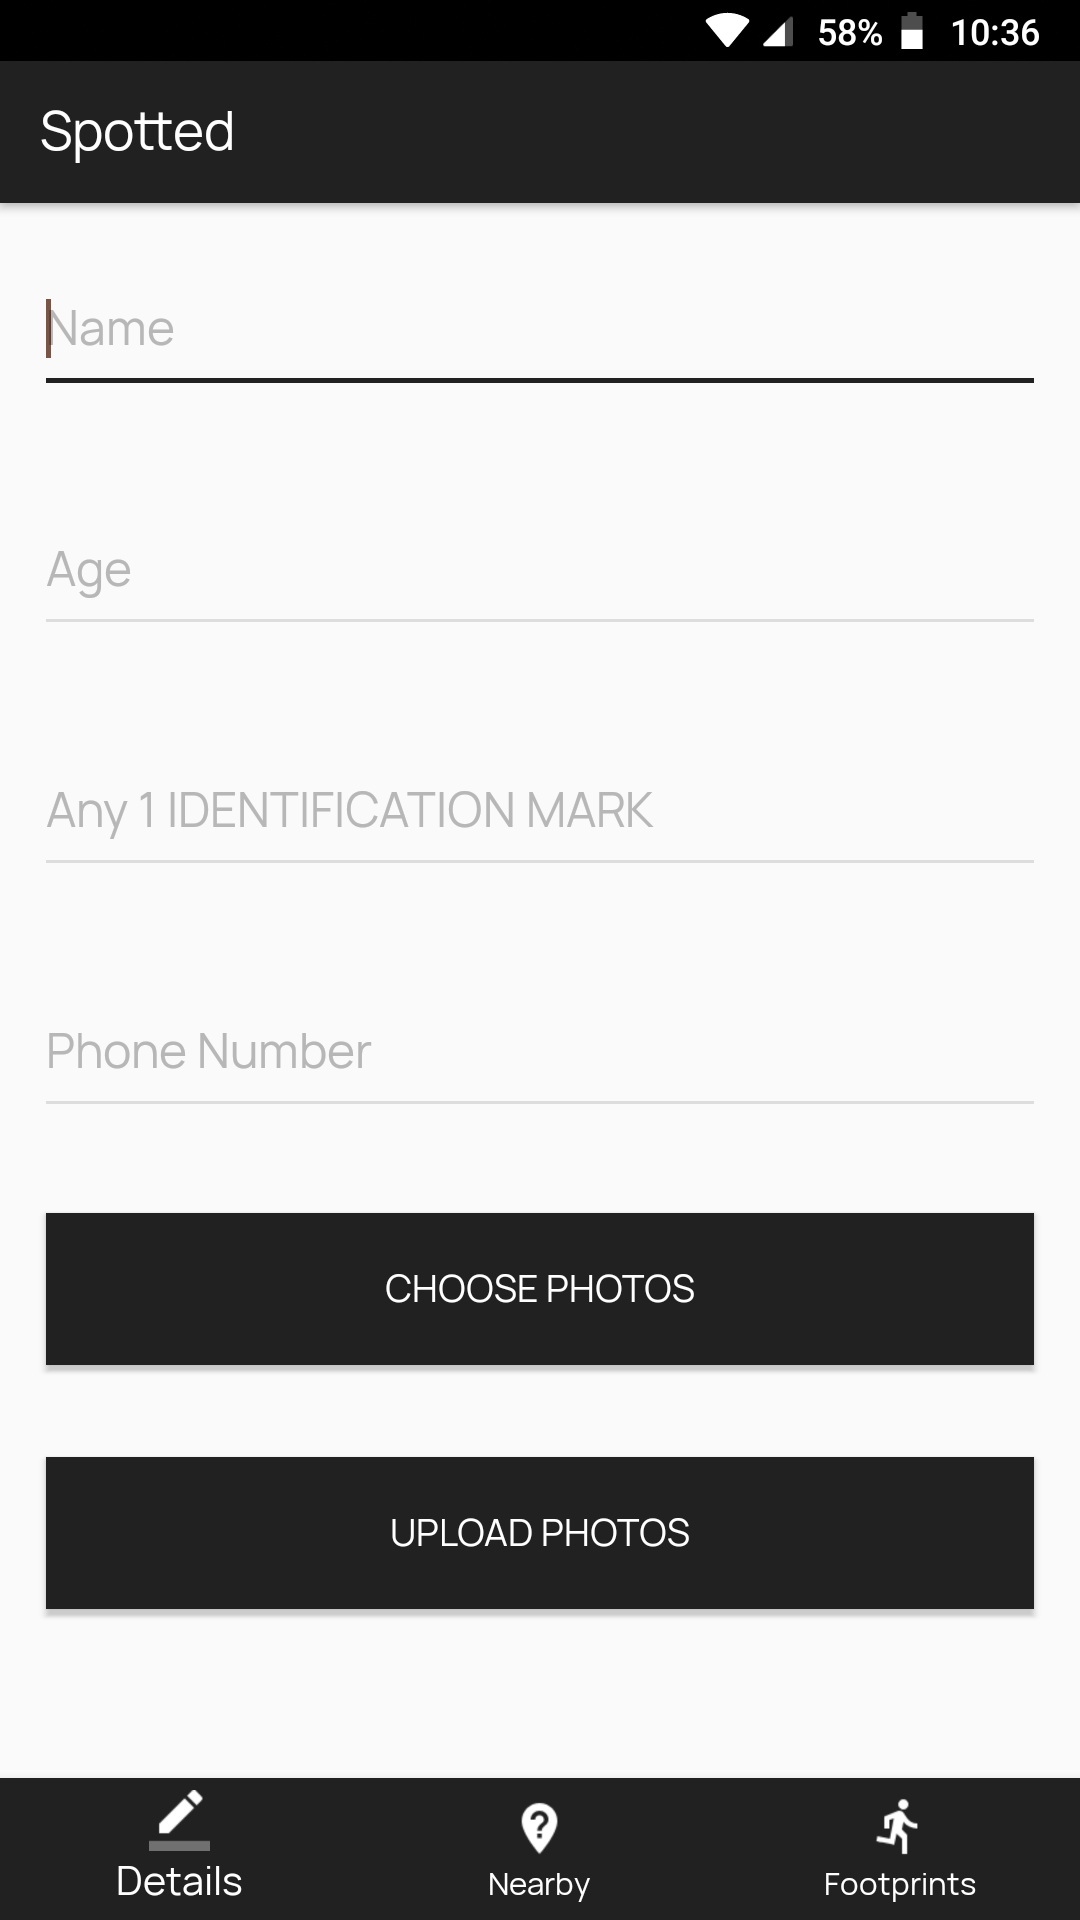 58% 10:36
Spotted
Name
Age
Any 1 IDENTIFICATION MARK
Phone Number
CHOOSE PHOTOS
UPLOAD PHOTOS
Details Nearby Footprints